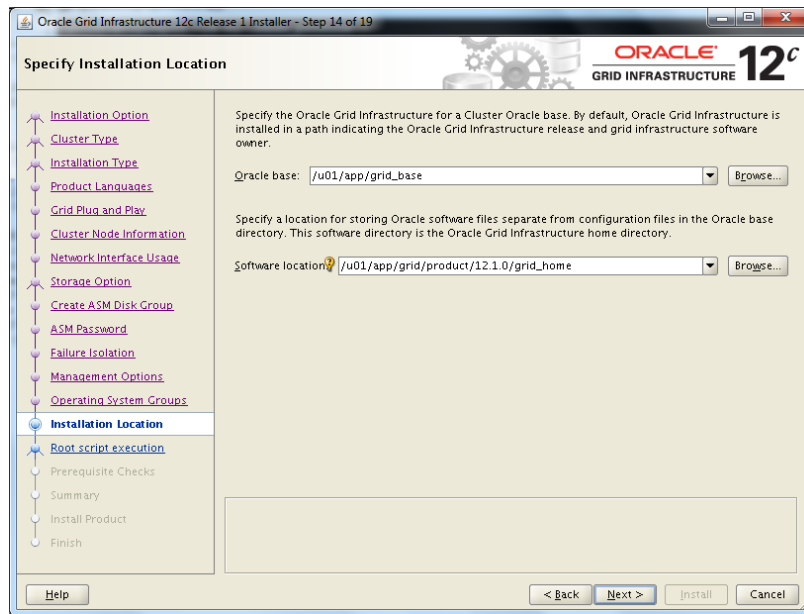 Oracle Grid Infrastructure 12c Release 1 Installer - Step 14 of 19
Specify Installation Location
ORACLE
GRID INFRASTRUCTURE
12c
Installation Option
Cluster Type
Installation Type
Product Languages
Grid Plug and Play
Cluster Node Information
Network Interface Usage
Storage Option
Create ASM Disk Group
ASM Password
Failure Isolation
Management Options
Operating System Groups
Installation Location
Root script execution
Prerequisite Checks
Summary
Install Product
Finish
Specify the Oracle Grid Infrastructure for a Cluster Oracle base. By default, Oracle Grid Infrastructure is
installed in a path indicating the Oracle Grid Infrastructure release and grid infrastructure software
owner.
Oracle base: /u01/app/grid_base Browse...
Specify a location for storing Oracle software files separate from configuration files in the Oracle base
directory. This software directory is the Oracle Grid Infrastructure home directory.
Software location /u01/app/grid/product/12.1.0/grid_home Browse...
Help < Back Next > Install Cancel